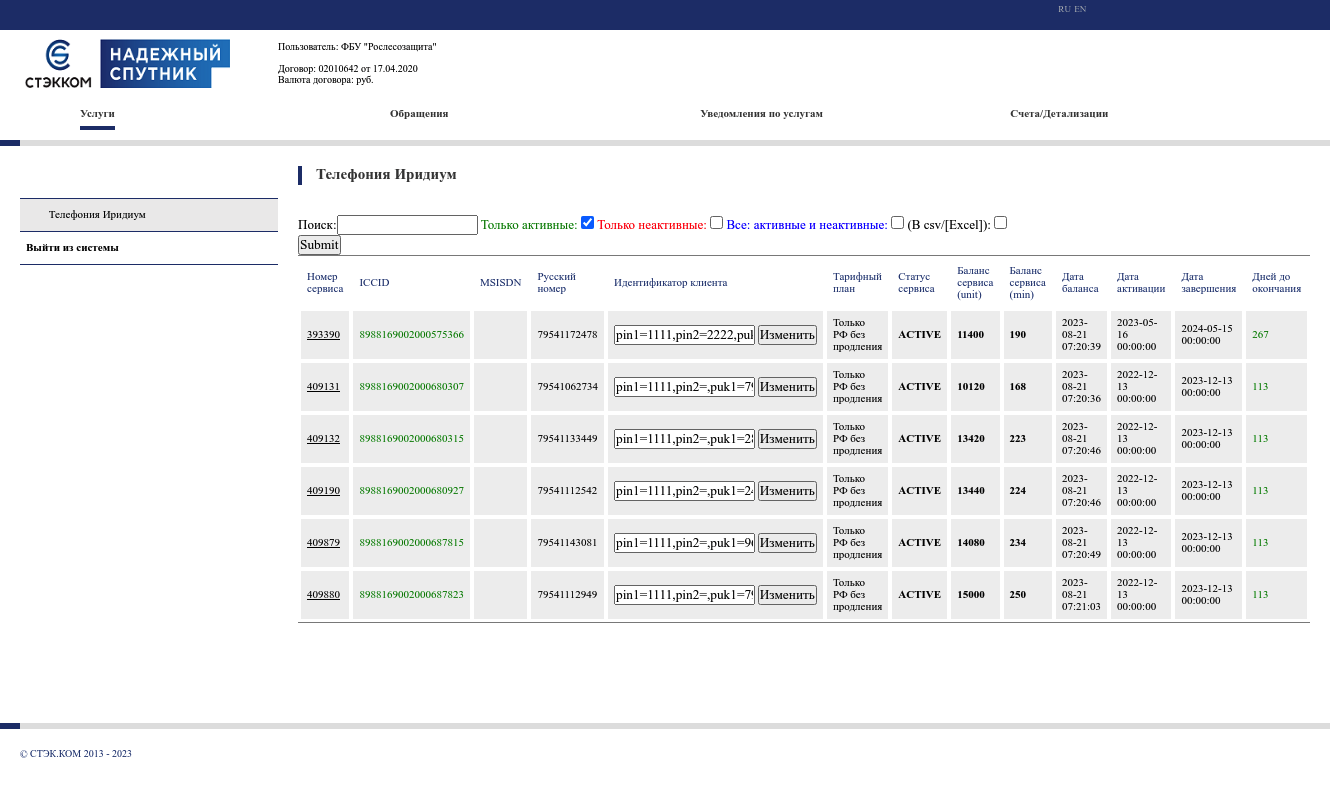 RU EN
СТЭККОМ
НАДЕЖНЫЙ
СПУТНИК
Пользователь: ФБУ "Рослесозащита"
Договор: 02010642 от 17.04.2020
Валюта договора: руб.
Услуги Обращения Уведомления по услугам Счета/Детализации
Телефония Иридиум
Выйти из системы
Телефония Иридиум
Поиск: Только активные: Только неактивные: Все: активные и неактивные: (В csv/[Excel]):
Submit
Номер сервиса ICCID MSISDN Русский номер Идентификатор клиента Тарифный план Статус сервиса Баланс сервиса (unit) Баланс сервиса (min) Дата баланса Дата активации Дата завершения Дней до окончания
393390 8988169002000575366 79541172478 pin1=1111,pin2=2222,puk Изменить Только РФ без продления ACTIVE 11400 190 2023-08-21 07:20:39 2023-05-16 00:00:00 2024-05-15 00:00:00 267
409131 8988169002000680307 79541062734 pin1=1111,pin2=,puk1=79 Изменить Только РФ без продления ACTIVE 10120 168 2023-08-21 07:20:36 2022-12-13 00:00:00 2023-12-13 00:00:00 113
409132 8988169002000680315 79541133449 pin1=1111,pin2=,puk1=28 Изменить Только РФ без продления ACTIVE 13420 223 2023-08-21 07:20:46 2022-12-13 00:00:00 2023-12-13 00:00:00 113
409190 8988169002000680927 79541112542 pin1=1111,pin2=,puk1=24 Изменить Только РФ без продления ACTIVE 13440 224 2023-08-21 07:20:46 2022-12-13 00:00:00 2023-12-13 00:00:00 113
409879 8988169002000687815 79541143081 pin1=1111,pin2=,puk1=96 Изменить Только РФ без продления ACTIVE 14080 234 2023-08-21 07:20:49 2022-12-13 00:00:00 2023-12-13 00:00:00 113
409880 8988169002000687823 79541112949 pin1=1111,pin2=,puk1=79 Изменить Только РФ без продления ACTIVE 15000 250 2023-08-21 07:21:03 2022-12-13 00:00:00 2023-12-13 00:00:00 113
© СТЭК.КОМ 2013 - 2023